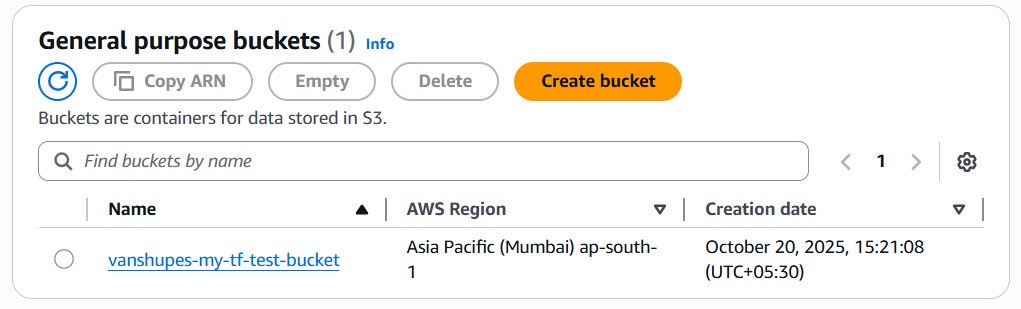 General purpose buckets (1) Info
Copy ARN Empty Delete Create bucket
Buckets are containers for data stored in S3.
Find buckets by name 1
Name AWS Region Creation date
vanshupes-my-tf-test-bucket Asia Pacific (Mumbai) ap-south-
1 October 20, 2025, 15:21:08
(UTC+05:30)